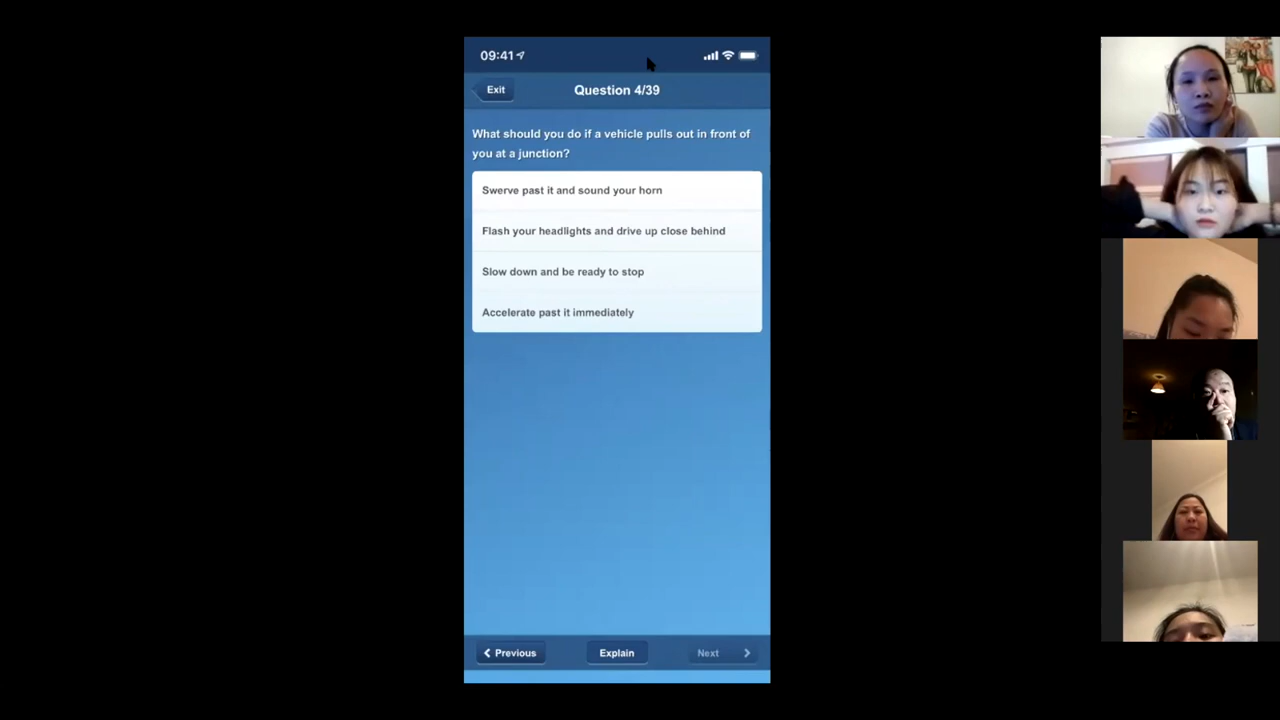 09:41
Exit
Question 4/39
What should you do if a vehicle pulls out in front of
you at a junction?
Swerve past it and sound your horn
Flash your headlights and drive up close behind
Slow down and be ready to stop
Accelerate past it immediately
Previous
Explain
Next